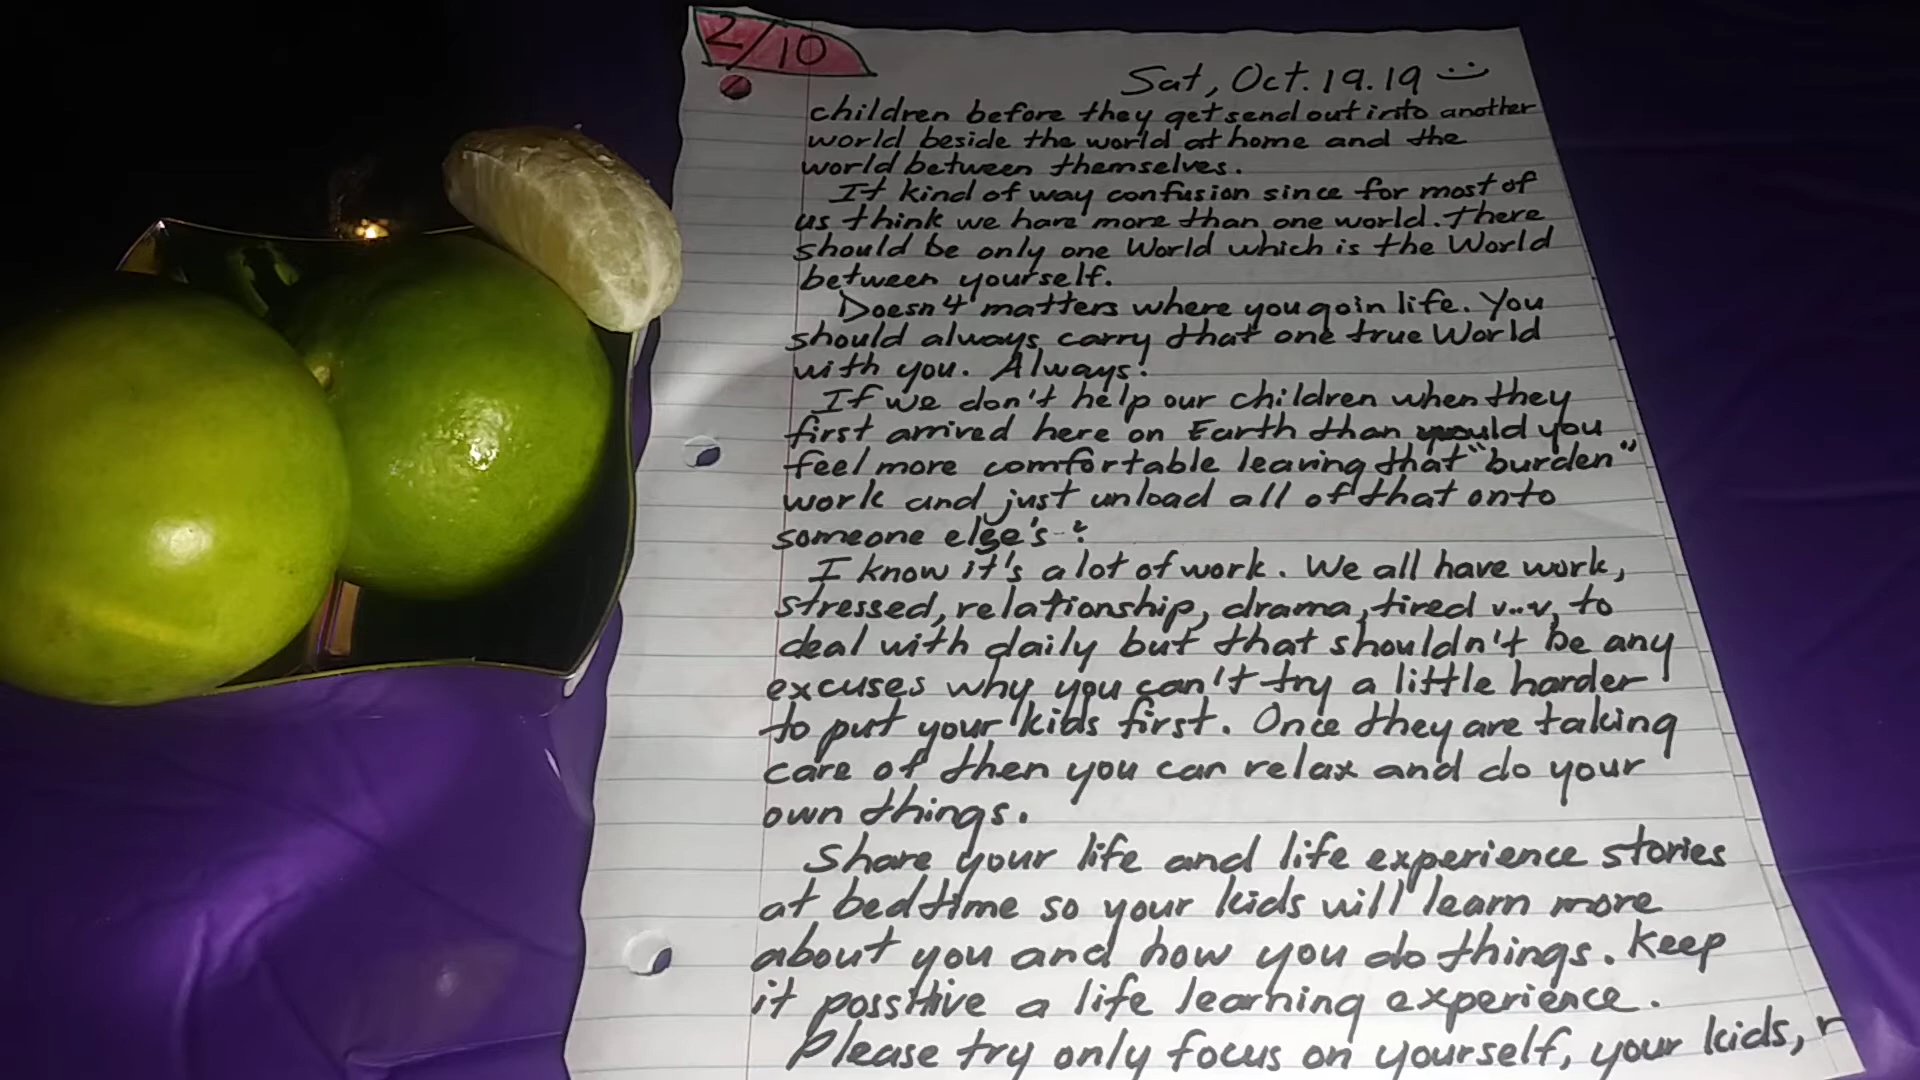 2/10
Sat, Oct. 19.19
children before they get send out into another
world beside the world at home and the
world between themselves.
It kind of way confusion since for most of
us think we have more than one world. there
should be only one World which is the World
between yourself.
Doesn't matters where you go in life. You
should always carry that one true World
with you. Always!
If we don't help our children when they
first arrived here on Earth than would you
feel more comfortable leaving that "burden"
work and just unload all of that onto
someone else's?
I know it's a lot of work. We all have work,
stressed, relationship, drama, tired v..v, to
deal with daily but that shouldn't be any
excuses why you can't try a little harder
to put your kids first. Once they are taking
care of then you can relax and do your
own things.
Share your life and life experience stories
at bedtime so your kids will learn more
about you and how you do things. Keep
it possitive a life learning experience.
Please try only focus on yourself, your kids,